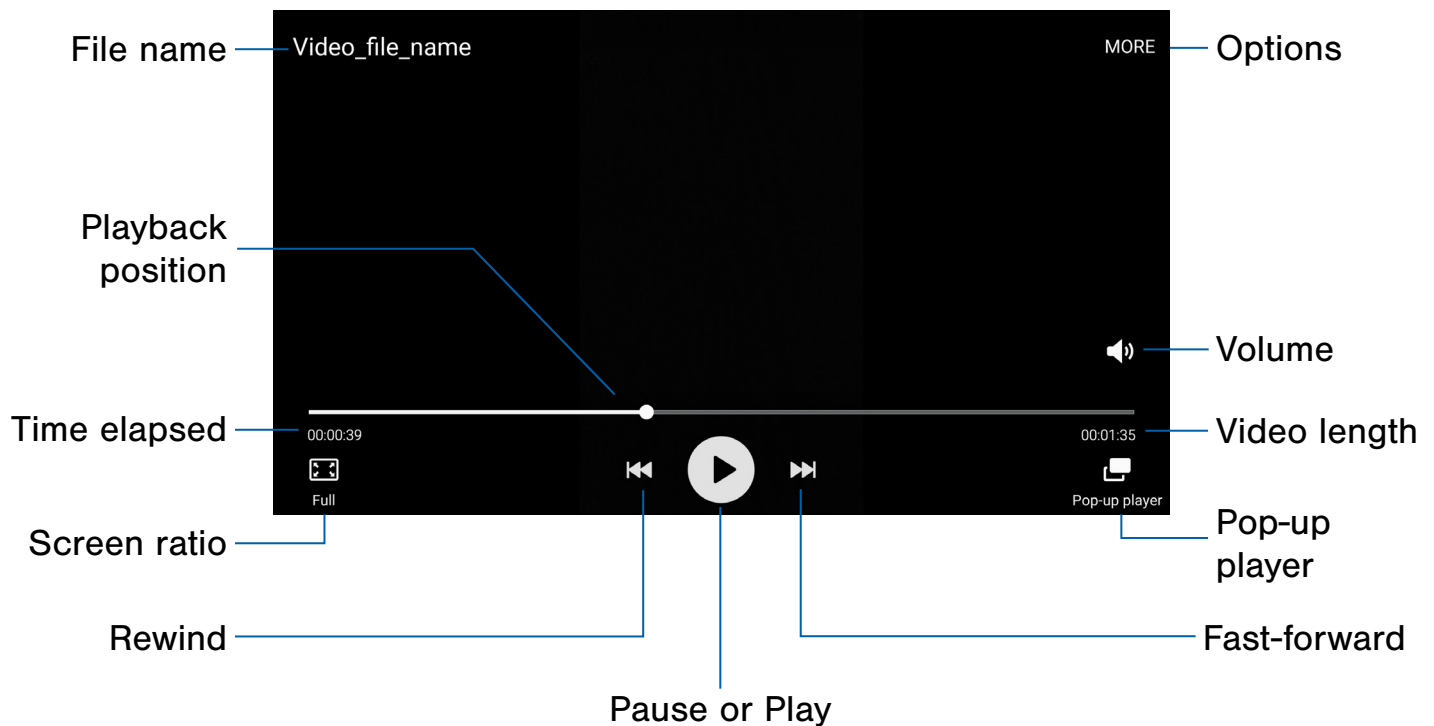 File name
Video_file_name
MORE
Options
Playback
position
Volume
Time elapsed
00:00:39
00:01:35
Video length
Full
Pop-up player
Screen ratio
Pop-up
player
Rewind
Fast-forward
Pause or Play